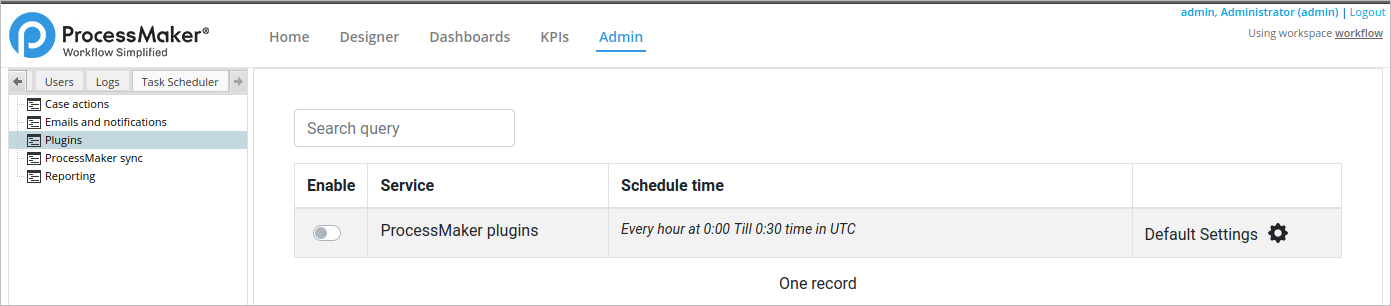 admin, Administrator (admin) | Logout
ProcessMaker®
Workflow Simplified
Home Designer Dashboards KPIs Admin
Using workspace workflow
Users Logs Task Scheduler
Case actions
Emails and notifications
Plugins
ProcessMaker sync
Reporting
Search query
Enable Service Schedule time
ProcessMaker plugins Every hour at 0:00 Till 0:30 time in UTC Default Settings
One record